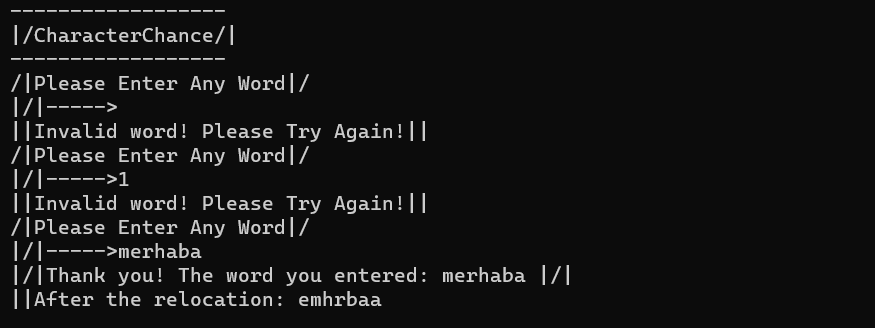 ------------------
|/CharacterChance/|
------------------
/|Please Enter Any Word|/
|/|----->
||Invalid word! Please Try Again!||
/|Please Enter Any Word|/
|/|----->1
||Invalid word! Please Try Again!||
/|Please Enter Any Word|/
|/|----->merhaba
|/|Thank you! The word you entered: merhaba |/|
||After the relocation: emhrbaa